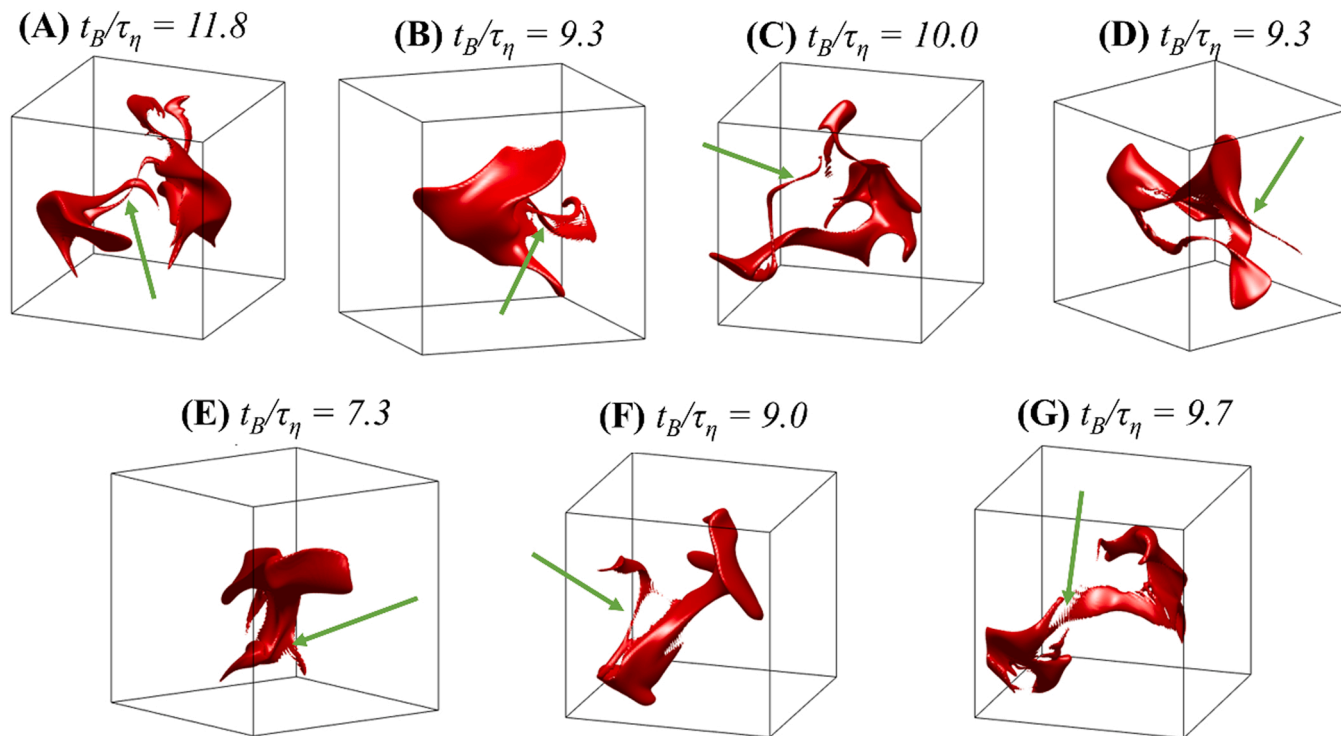 (A) t_B/τ_η = 11.8
(B) t_B/τ_η = 9.3
(C) t_B/τ_η = 10.0
(D) t_B/τ_η = 9.3
(E) t_B/τ_η = 7.3
(F) t_B/τ_η = 9.0
(G) t_B/τ_η = 9.7